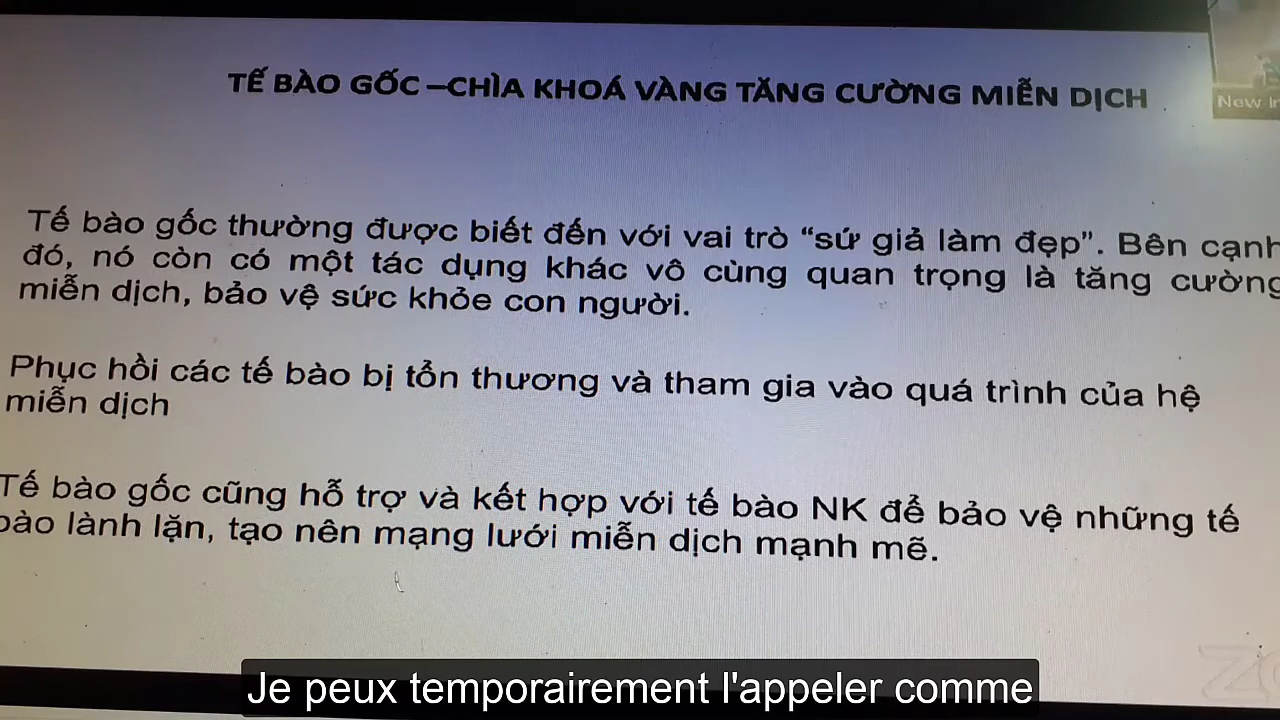 TẾ BÀO GỐC –CHÌA KHOÁ VÀNG TĂNG CƯỜNG MIỄN DỊCH
New
Tế bào gốc thường được biết đến với vai trò “sứ giả làm đẹp”. Bên cạnh
đó, nó còn có một tác dụng khác vô cùng quan trọng là tăng cường
miễn dịch, bảo vệ sức khỏe con người.
Phục hồi các tế bào bị tổn thương và tham gia vào quá trình của hệ
miễn dịch
Tế bào gốc cũng hỗ trợ và kết hợp với tế bào NK để bảo vệ những tế
bào lành lặn, tạo nên mạng lưới miễn dịch mạnh mẽ.
Je peux temporairement l'appeler comme